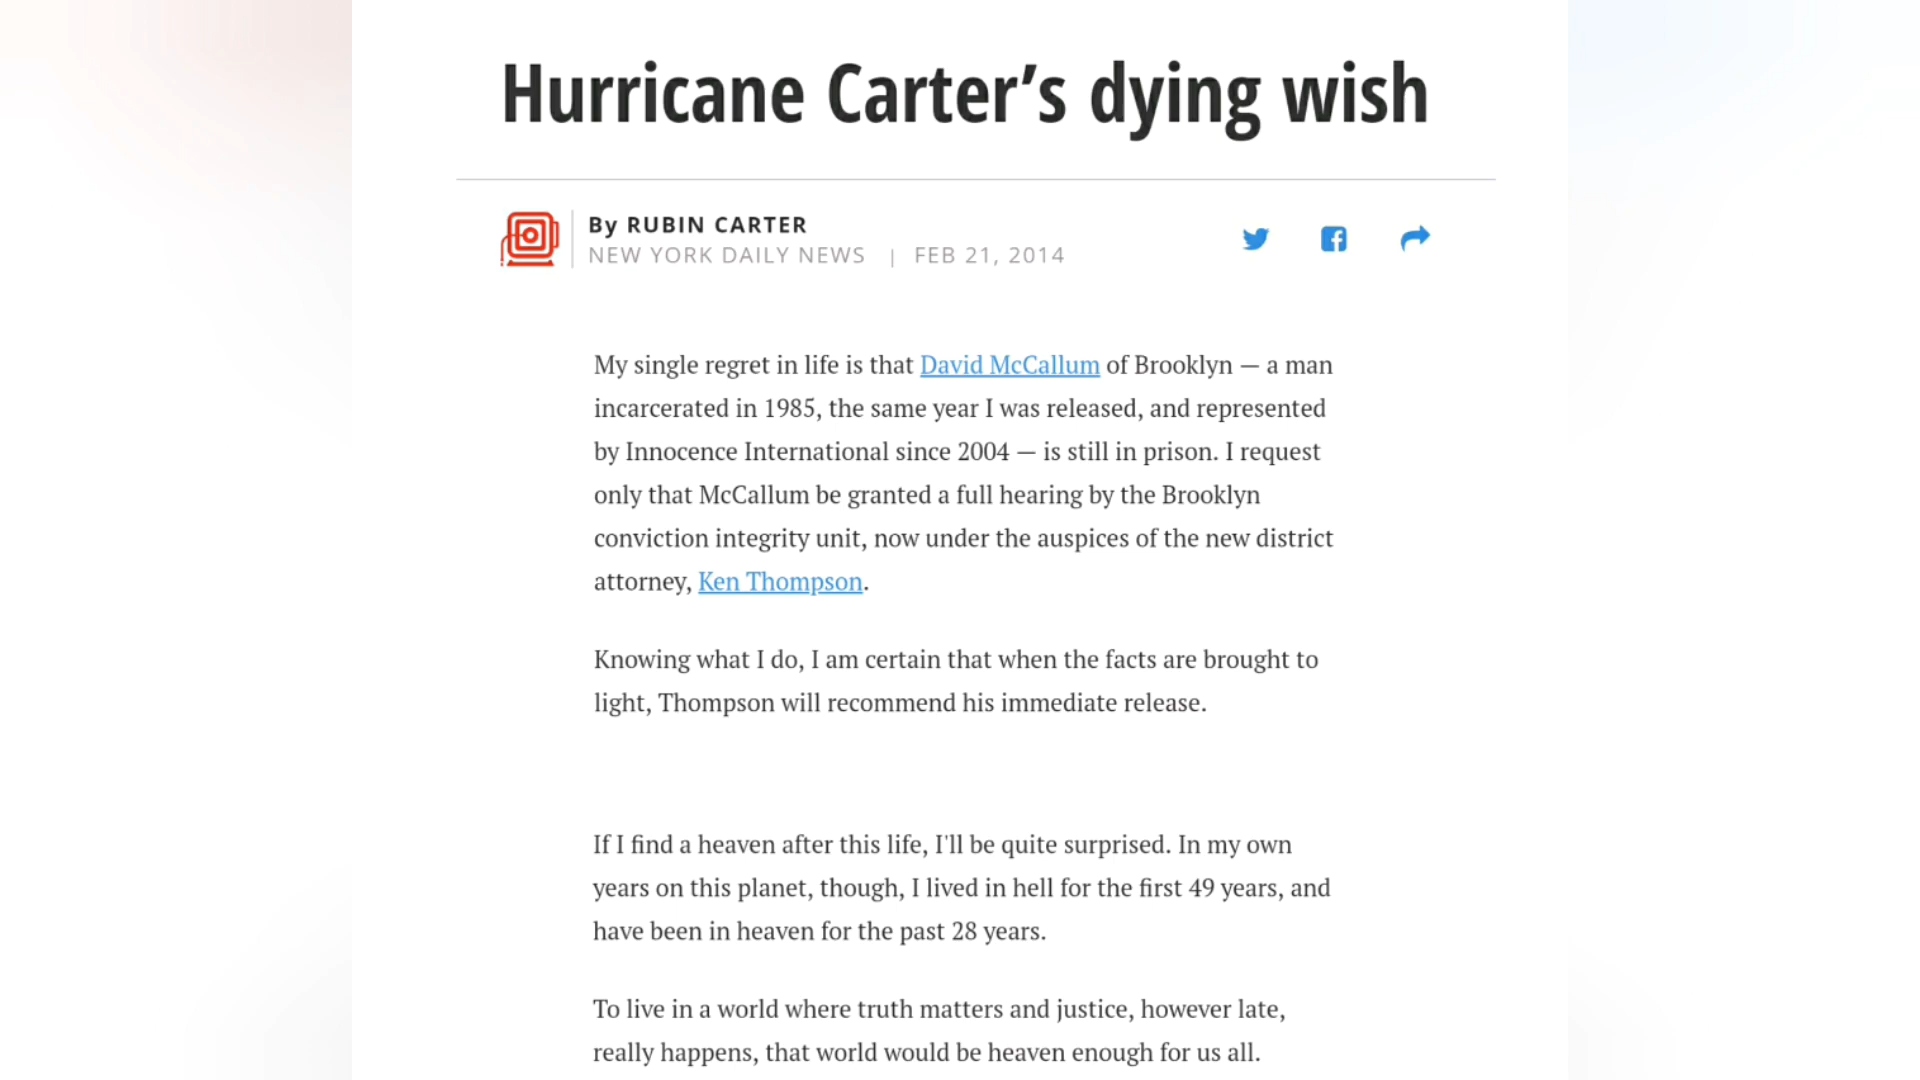 Hurricane Carter’s dying wish
By RUBIN CARTER
NEW YORK DAILY NEWS | FEB 21, 2014
My single regret in life is that David McCallum of Brooklyn — a man
incarcerated in 1985, the same year I was released, and represented
by Innocence International since 2004 — is still in prison. I request
only that McCallum be granted a full hearing by the Brooklyn
conviction integrity unit, now under the auspices of the new district
attorney, Ken Thompson.
Knowing what I do, I am certain that when the facts are brought to
light, Thompson will recommend his immediate release.
If I find a heaven after this life, I'll be quite surprised. In my own
years on this planet, though, I lived in hell for the first 49 years, and
have been in heaven for the past 28 years.
To live in a world where truth matters and justice, however late,
really happens, that world would be heaven enough for us all.